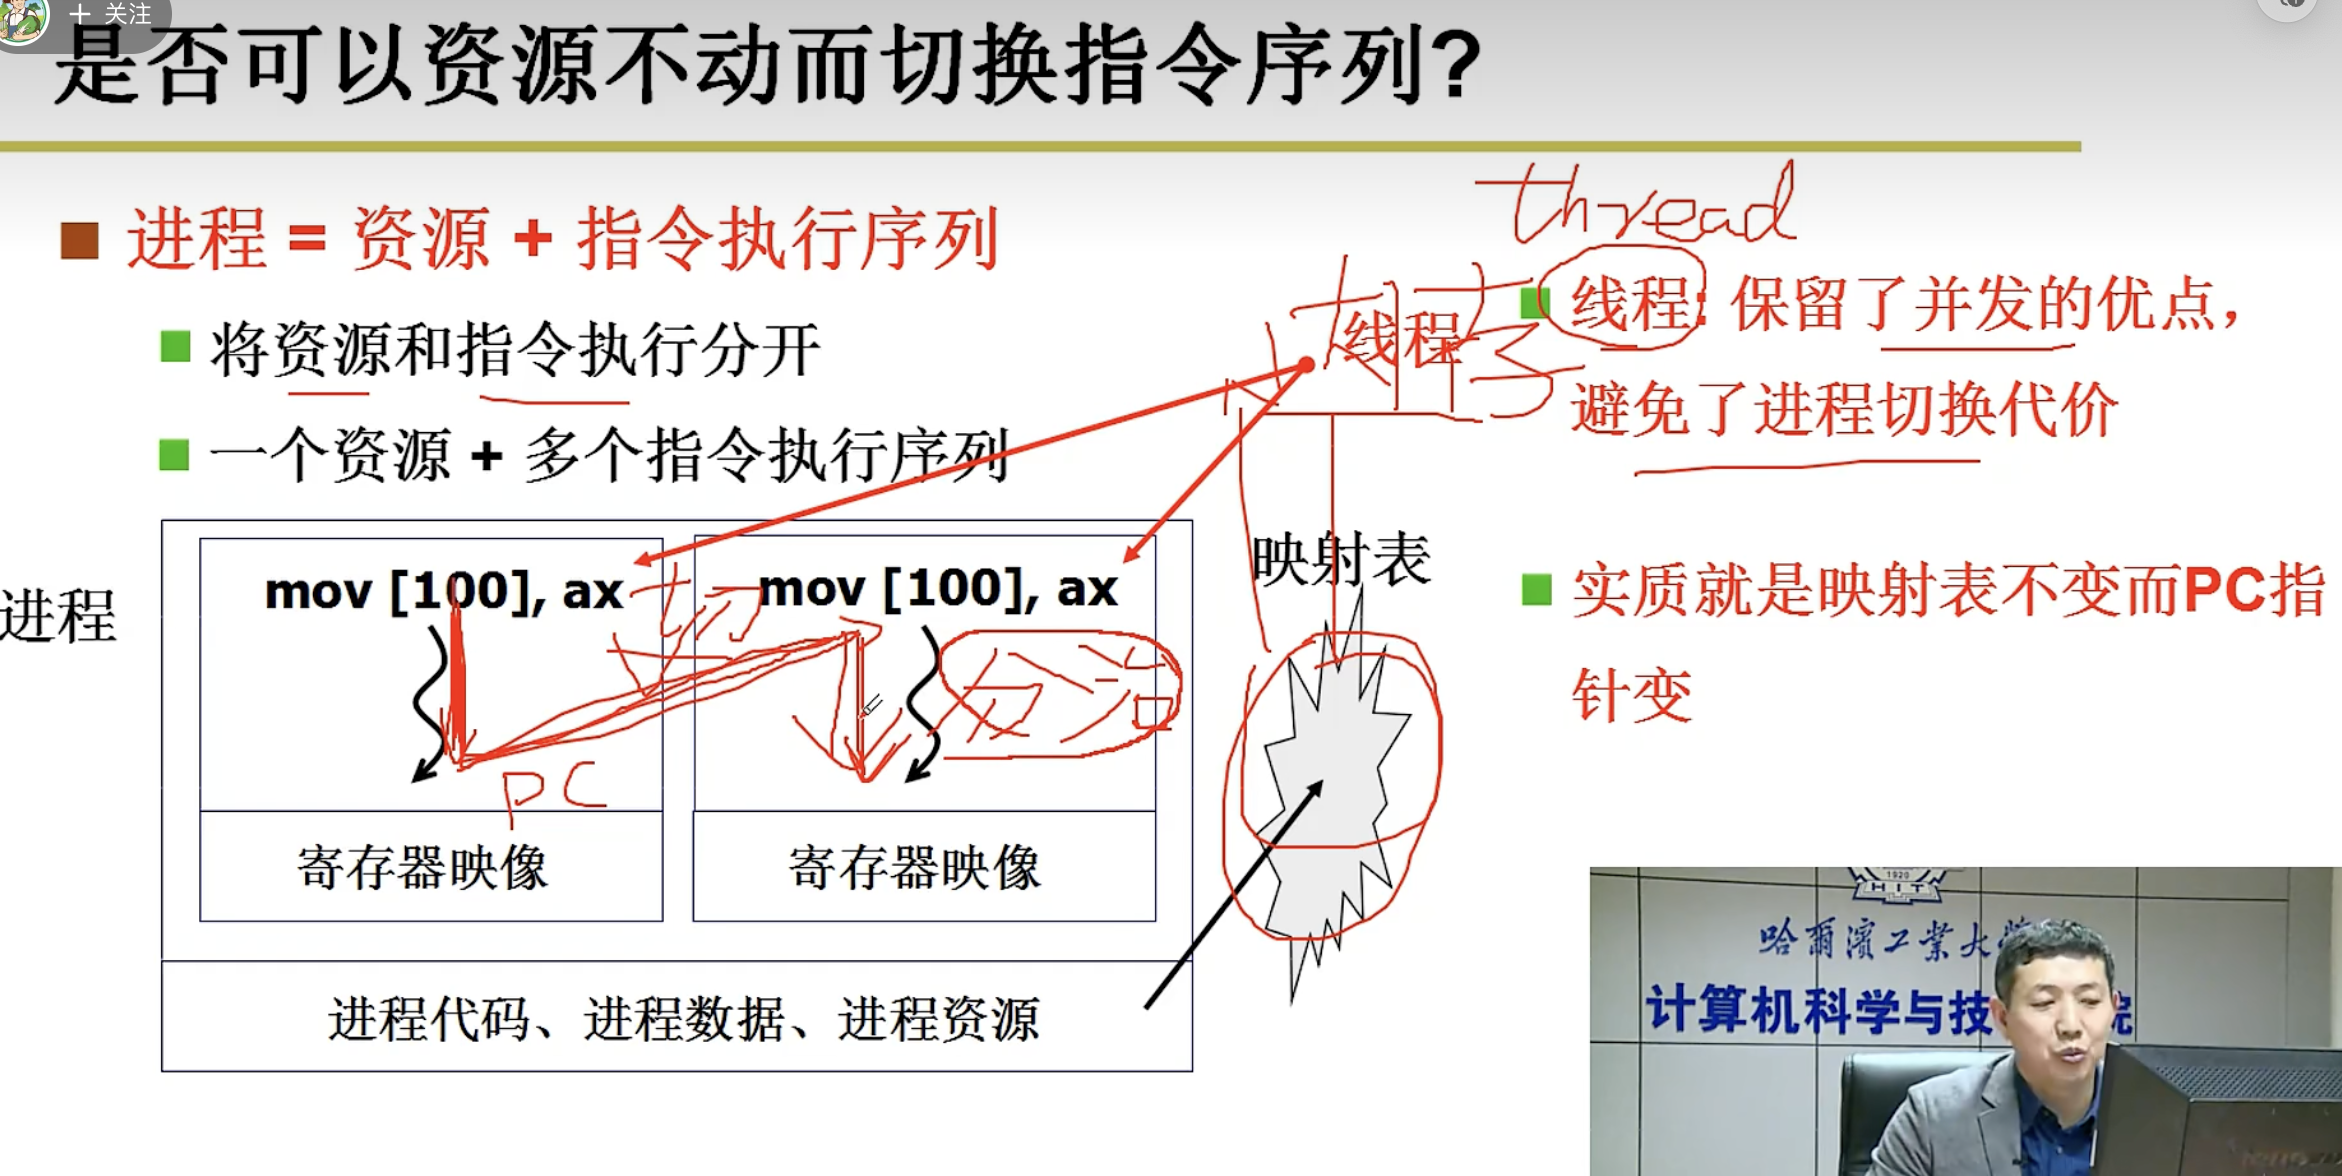 + 关注
是否可以资源不动而切换指令序列?
进程 = 资源 + 指令执行序列
将资源和指令执行分开
一个资源 + 多个指令执行序列
thread
线程
线程: 保留了并发的优点,
避免了进程切换代价
实质就是映射表不变而PC指
针变
进程
mov [100], ax
mov [100], ax
切
分治
PC
映射表
寄存器映像
寄存器映像
进程代码、进程数据、进程资源
1920
HIT
哈爾濱工業大
计算机科学与技 院